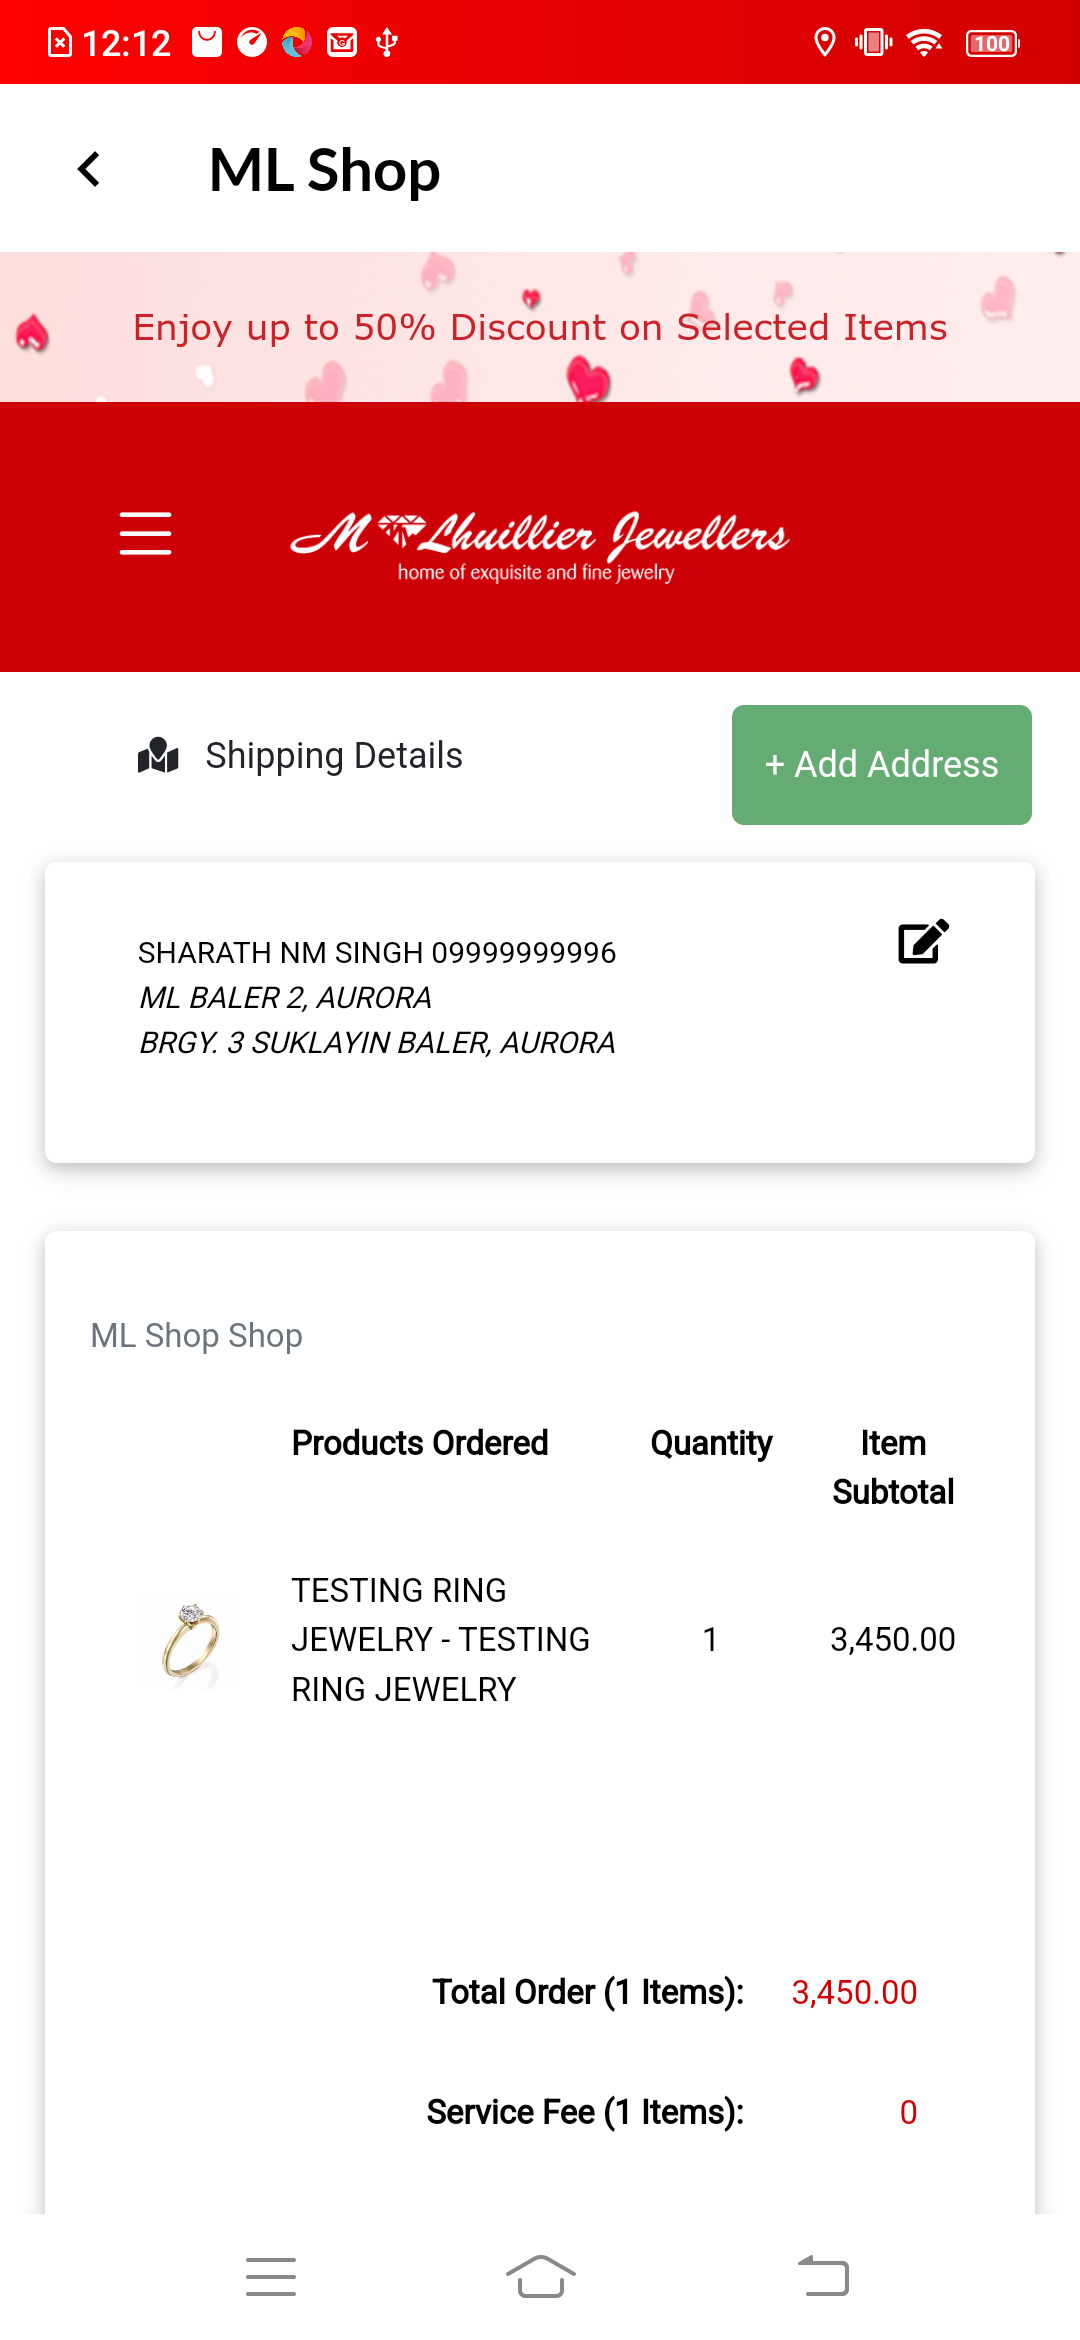 12:12
100
ML Shop
Enjoy up to 50% Discount on Selected Items
M Lhuillier Jewellers
home of exquisite and fine jewelry
Shipping Details
+ Add Address
SHARATH NM SINGH 09999999996
ML BALER 2, AURORA
BRGY. 3 SUKLAYIN BALER, AURORA
ML Shop Shop
Products Ordered Quantity Item
Subtotal
TESTING RING
JEWELRY - TESTING 1 3,450.00
RING JEWELRY
Total Order (1 Items): 3,450.00
Service Fee (1 Items): 0